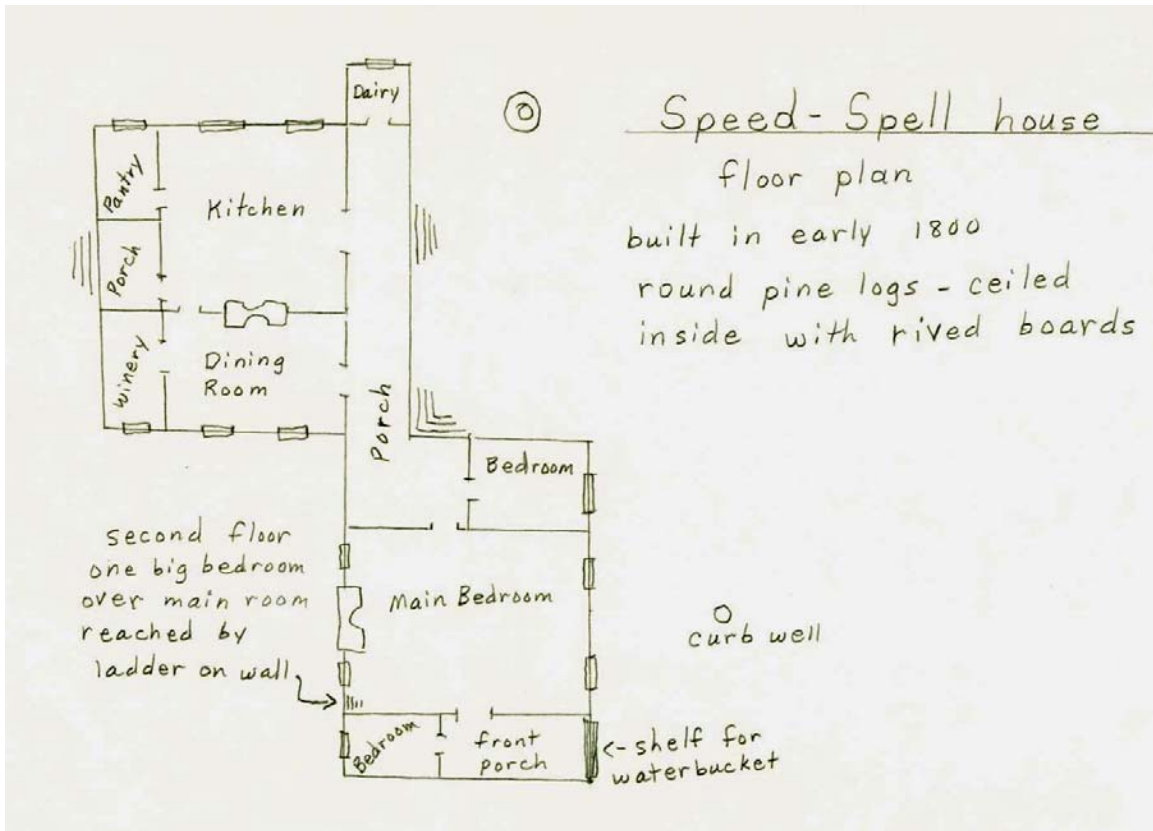 Speed-Spell house
floor plan
built in early 1800
round pine logs - ceiled
inside with rived boards
Dairy
Pantry
Kitchen
Porch
Winery
Dining
Room
Porch
Bedroom
second floor
one big bedroom
over main room
reached by
ladder on wall
Main Bedroom
curb well
Bedroom
front
porch
<-shelf for
waterbucket